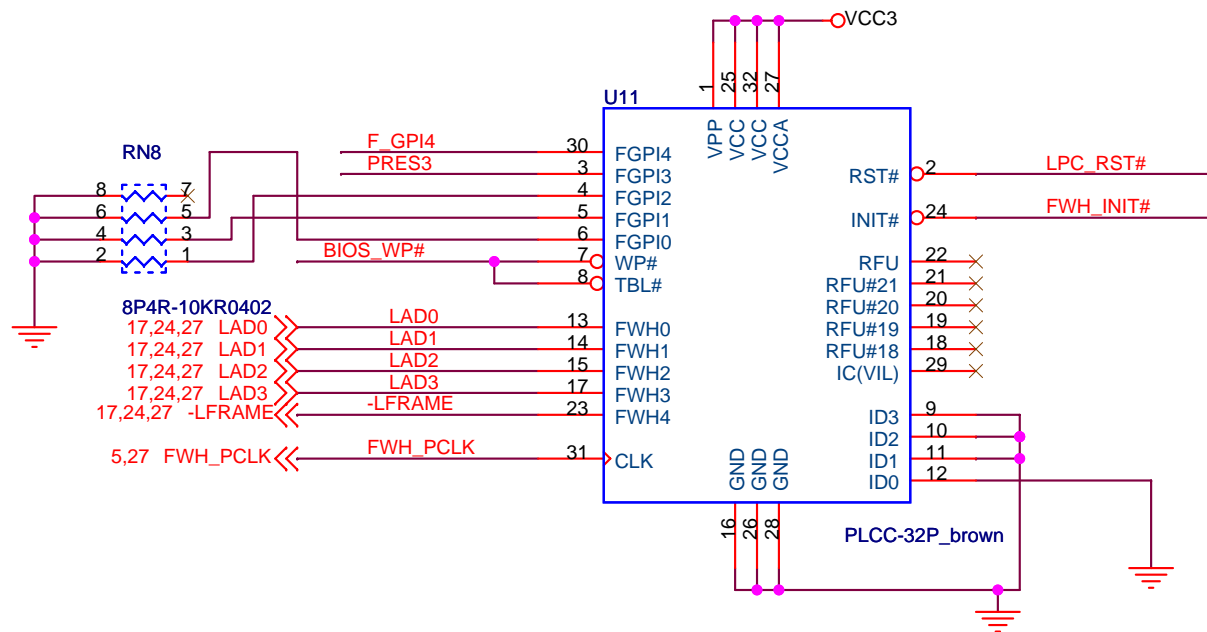 VCC3
1
25
32
27
U11
VPP
VCC
VCC
VCCA
RN8
8
7
6
5
4
3
2
1
8P4R-10KR0402
F_GPI4
30
FGPI4
PRES3
3
FGPI3
4
FGPI2
5
FGPI1
6
FGPI0
BIOS_WP#
7
WP#
8
TBL#
17,24,27 LAD0
LAD0
13
FWH0
17,24,27 LAD1
LAD1
14
FWH1
17,24,27 LAD2
LAD2
15
FWH2
17,24,27 LAD3
LAD3
17
FWH3
17,24,27 -LFRAME
-LFRAME
23
FWH4
5,27 FWH_PCLK
FWH_PCLK
31
CLK
RST#
2
LPC_RST#
INIT#
24
FWH_INIT#
RFU
22
RFU#21
21
RFU#20
20
RFU#19
19
RFU#18
18
IC(VIL)
29
ID3
9
ID2
10
ID1
11
ID0
12
GND
GND
GND
16
26
28
PLCC-32P_brown